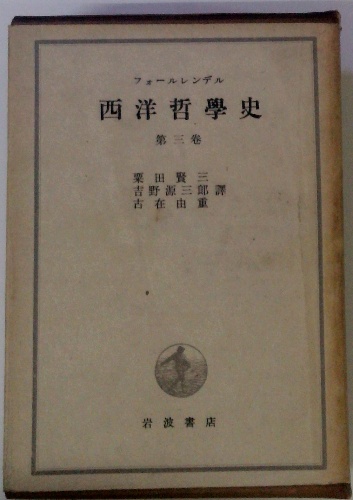 フォールレンデル
西洋哲學史
第三卷
粟田賢三
吉野源三郎 譯
古在由重
岩波書店